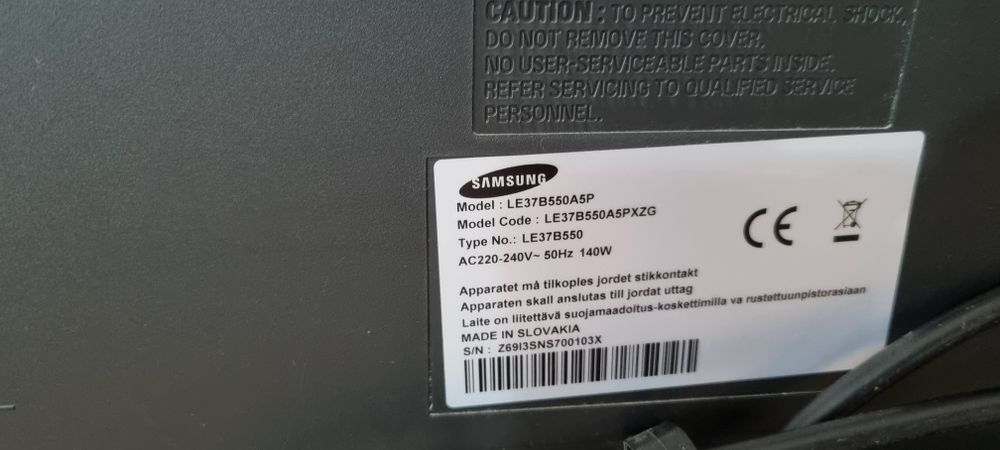 CAUTION : TO PREVENT ELECTRICAL SHOCK,
DO NOT REMOVE THIS COVER.
NO USER-SERVICEABLE PARTS INSIDE.
REFER SERVICING TO QUALIFIED SERVICE
PERSONNEL.
SAMSUNG
Model : LE37B550A5P
Model Code : LE37B550A5PXZG
Type No.: LE37B550
AC220-240V~ 50Hz 140W
CE
Apparatet må tilkoples jordet stikkontakt
Apparaten skall anslutas till jordat uttag
Laite on liitettävä suojamaadoitus-koskettimilla va rustettuunpistorasiaan
MADE IN SLOVAKIA
S/N : Z69I3SNS700103X